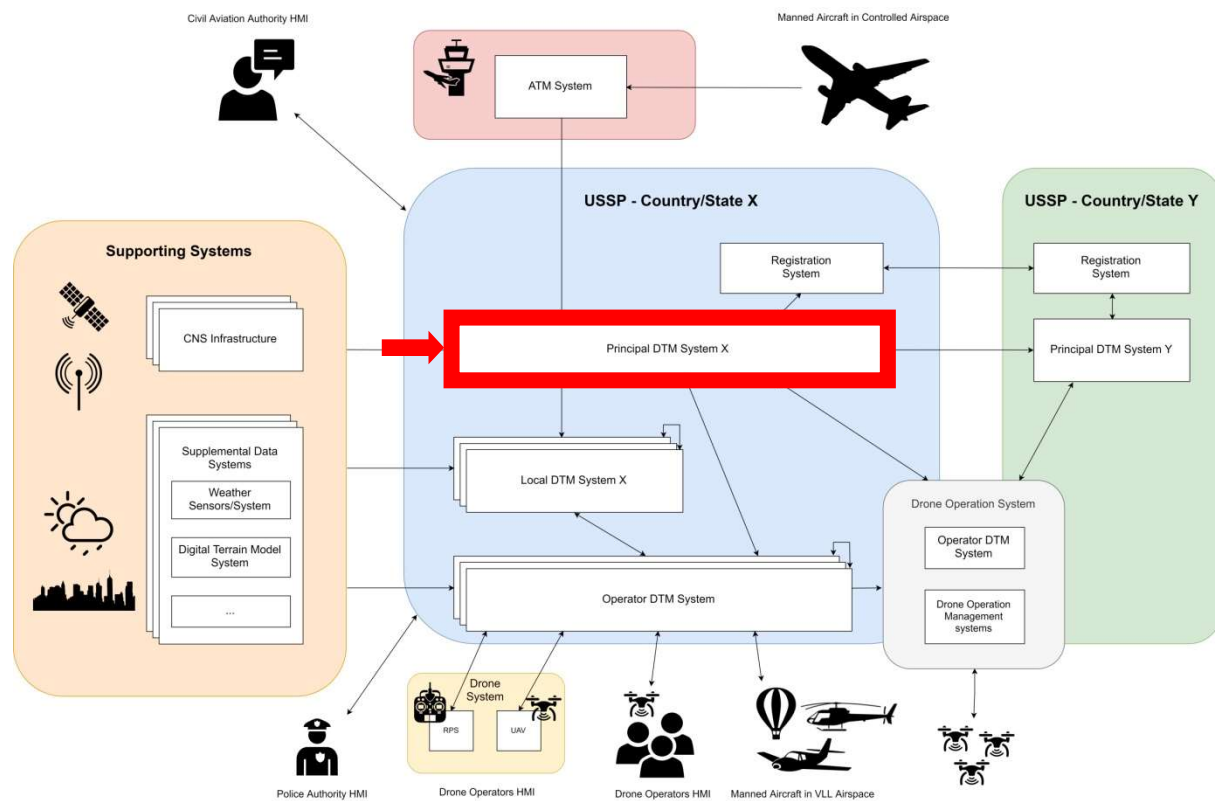 Civil Aviation Authority HMI
Manned Aircraft in Controlled Airspace
ATM System
USSP - Country/State X
USSP - Country/State Y
Supporting Systems
Registration
System
Registration
System
CNS Infrastructure
Principal DTM System X
Principal DTM System Y
Supplemental Data
Systems
Weather
Sensors/System
Digital Terrain Model
System
...
Local DTM System X
Drone Operation System
Operator DTM
System
Drone Operation
Management
systems
Operator DTM System
Drone
System
RPS
UAV
Police Authority HMI
Drone Operators HMI
Drone Operators HMI
Manned Aircraft in VLL Airspace